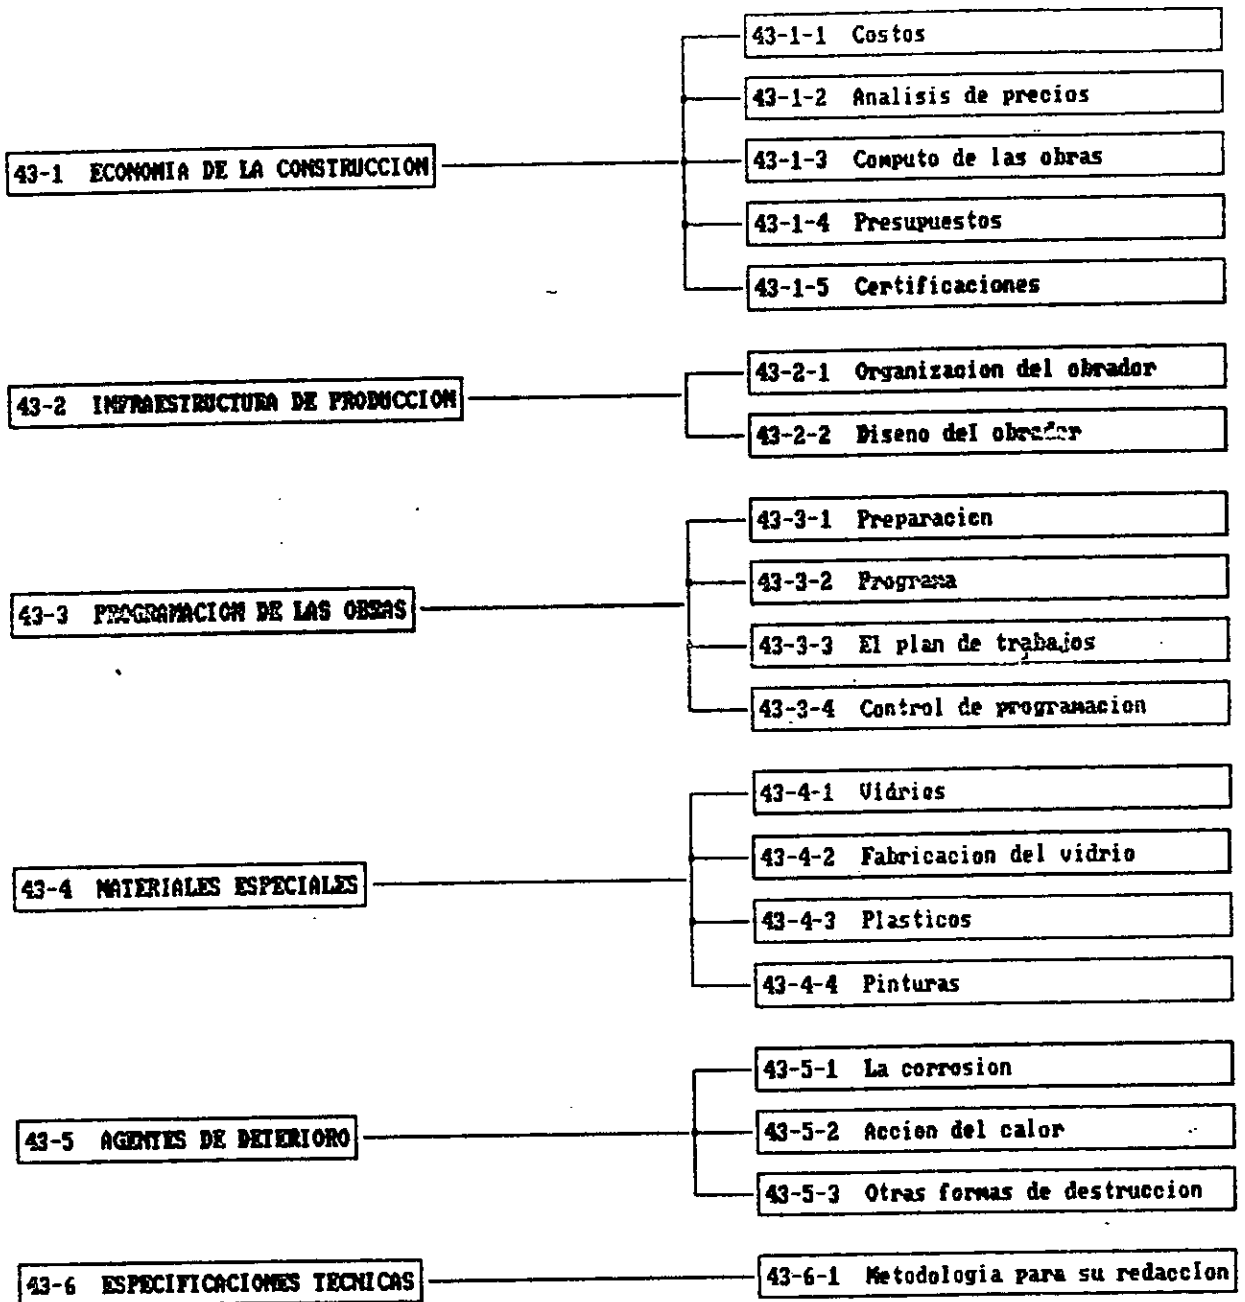 43-1 ECONOMIA DE LA CONSTRUCCION
43-1-1 Costos
43-1-2 Analisis de precios
43-1-3 Computo de las obras
43-1-4 Presupuestos
43-1-5 Certificaciones
43-2 INFRAESTRUCTURA DE PRODUCCION
43-2-1 Organizacion del obrador
43-2-2 Diseno del obrador
43-3 PROGRAMACION DE LAS OBRAS
43-3-1 Preparacion
43-3-2 Programa
43-3-3 El plan de trabajos
43-3-4 Control de programacion
43-4 MATERIALES ESPECIALES
43-4-1 Vidrios
43-4-2 Fabricacion del vidrio
43-4-3 Plasticos
43-4-4 Pinturas
43-5 AGENTES DE DETERIORO
43-5-1 La corrosion
43-5-2 Accion del calor
43-5-3 Otras formas de destruccion
43-6 ESPECIFICACIONES TECNICAS
43-6-1 Metodologia para su redaccion